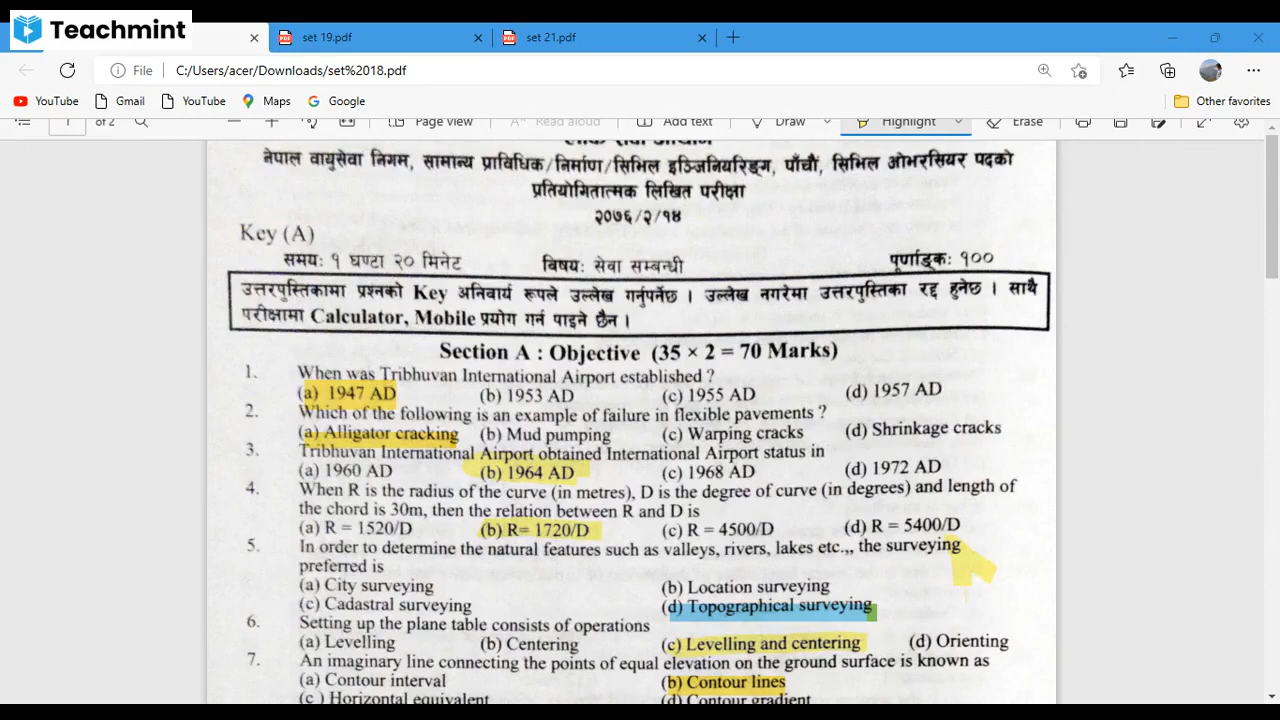 Teachmint
set 19.pdf
set 21.pdf
File C:/Users/acer/Downloads/set%2018.pdf
YouTube Gmail YouTube Maps Google Other favorites
1 of 2 Page view Read aloud Add text Draw Highlight Erase
लोक सेवा आयोग
नेपाल वायुसेवा निगम, सामान्य प्राविधिक/निर्माण/सिभिल इञ्जिनियरिङ्ग, पाँचौं, सिभिल ओभरसियर पदको
प्रतियोगितात्मक लिखित परीक्षा
२०७६/२/१४
Key (A)
समयः १ घण्टा २० मिनेट विषयः सेवा सम्बन्धी पूर्णाङ्कः १००
उत्तरपुस्तिकामा प्रश्नको Key अनिवार्य रूपले उल्लेख गर्नुपर्नेछ । उल्लेख नगरेमा उत्तरपुस्तिका रद्द हुनेछ । साथै
परीक्षामा Calculator, Mobile प्रयोग गर्न पाइने छैन ।
Section A : Objective (35 × 2 = 70 Marks)
1. When was Tribhuvan International Airport established ?
(a) 1947 AD (b) 1953 AD (c) 1955 AD (d) 1957 AD
2. Which of the following is an example of failure in flexible pavements ?
(a) Alligator cracking (b) Mud pumping (c) Warping cracks (d) Shrinkage cracks
3. Tribhuvan International Airport obtained International Airport status in
(a) 1960 AD (b) 1964 AD (c) 1968 AD (d) 1972 AD
4. When R is the radius of the curve (in metres), D is the degree of curve (in degrees) and length of
the chord is 30m, then the relation between R and D is
(a) R = 1520/D (b) R= 1720/D (c) R = 4500/D (d) R = 5400/D
5. In order to determine the natural features such as valleys, rivers, lakes etc.,, the surveying
preferred is
(a) City surveying (b) Location surveying
(c) Cadastral surveying (d) Topographical surveying
6. Setting up the plane table consists of operations
(a) Levelling (b) Centering (c) Levelling and centering (d) Orienting
7. An imaginary line connecting the points of equal elevation on the ground surface is known as
(a) Contour interval (b) Contour lines
(c ) Horizontal equivalent (d) Contour gradient